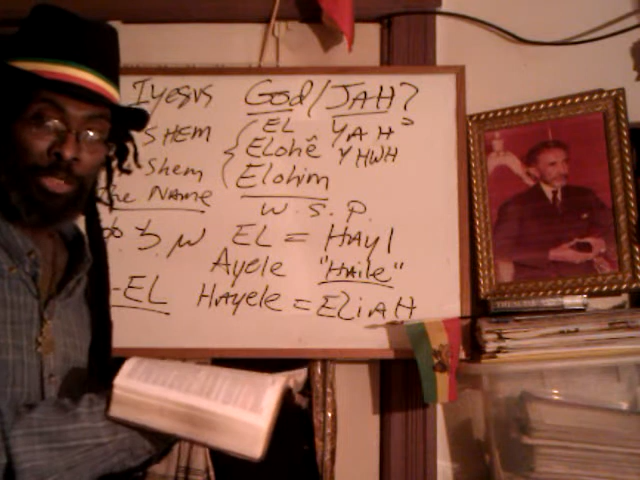 Iyesus God/JAH?
SHEM EL YAH
Shem Elohê YHWH
The NAME Elohim
W.S.P.
EL = HAYl
Ayele "HAile"
-EL HAYele = ELiAH